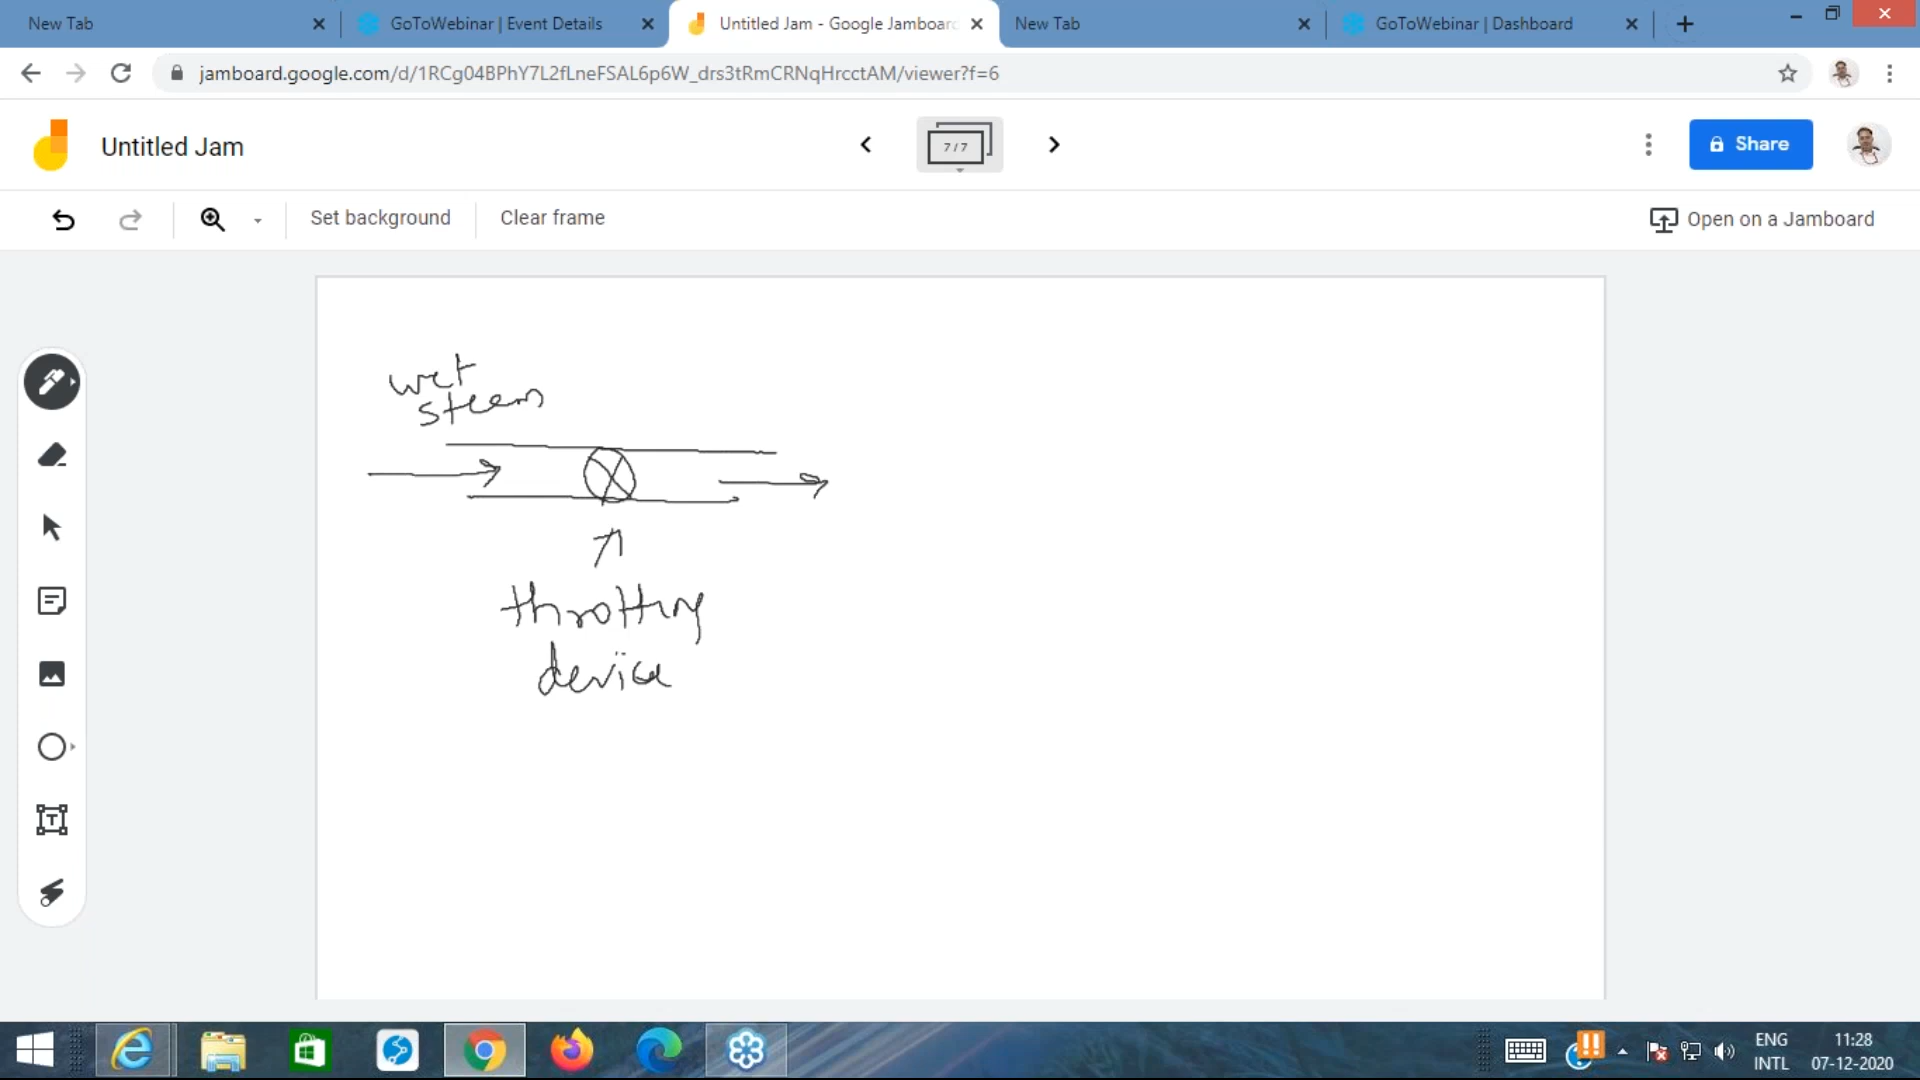 New Tab
GoToWebinar | Event Details
Untitled Jam - Google Jamboard
New Tab
GoToWebinar | Dashboard
jamboard.google.com/d/1RCg04BPhY7L2fLneFSAL6p6W_drs3tRmCRNqHrcctAM/viewer?f=6
Untitled Jam
7 / 7
Share
Set background
Clear frame
Open on a Jamboard
wet
steam
throttling
device
ENG
INTL
11:28
07-12-2020